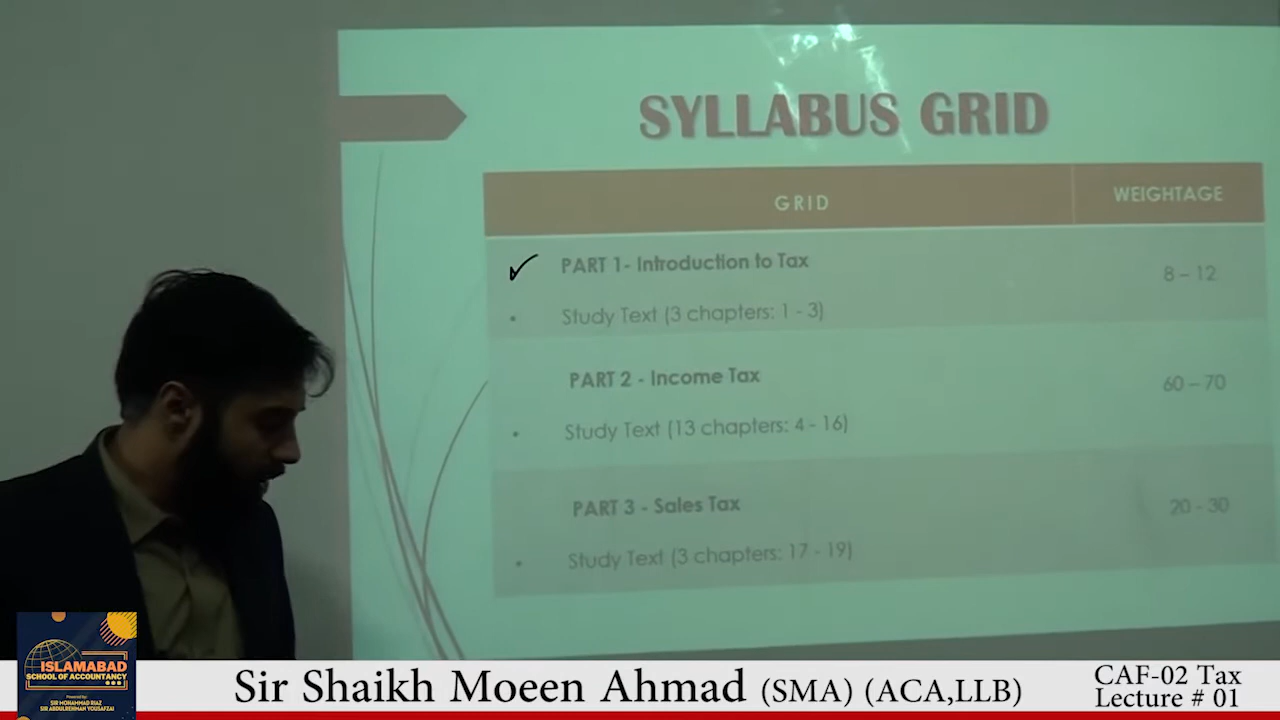 SYLLABUS GRID
GRID
WEIGHTAGE
PART 1- Introduction to Tax
8 – 12
• Study Text (3 chapters: 1 - 3)
PART 2 - Income Tax
60 – 70
• Study Text (13 chapters: 4 - 16)
PART 3 - Sales Tax
20 - 30
• Study Text (3 chapters: 17 - 19)
ISLAMABAD
SCHOOL OF ACCOUNTANCY
Powered by:
SIR MOHAMMAD RIAZ
SIR ABDULREHMAN YOUSAFZAI
Sir Shaikh Moeen Ahmad (SMA) (ACA,LLB)
CAF-02 Tax
Lecture # 01